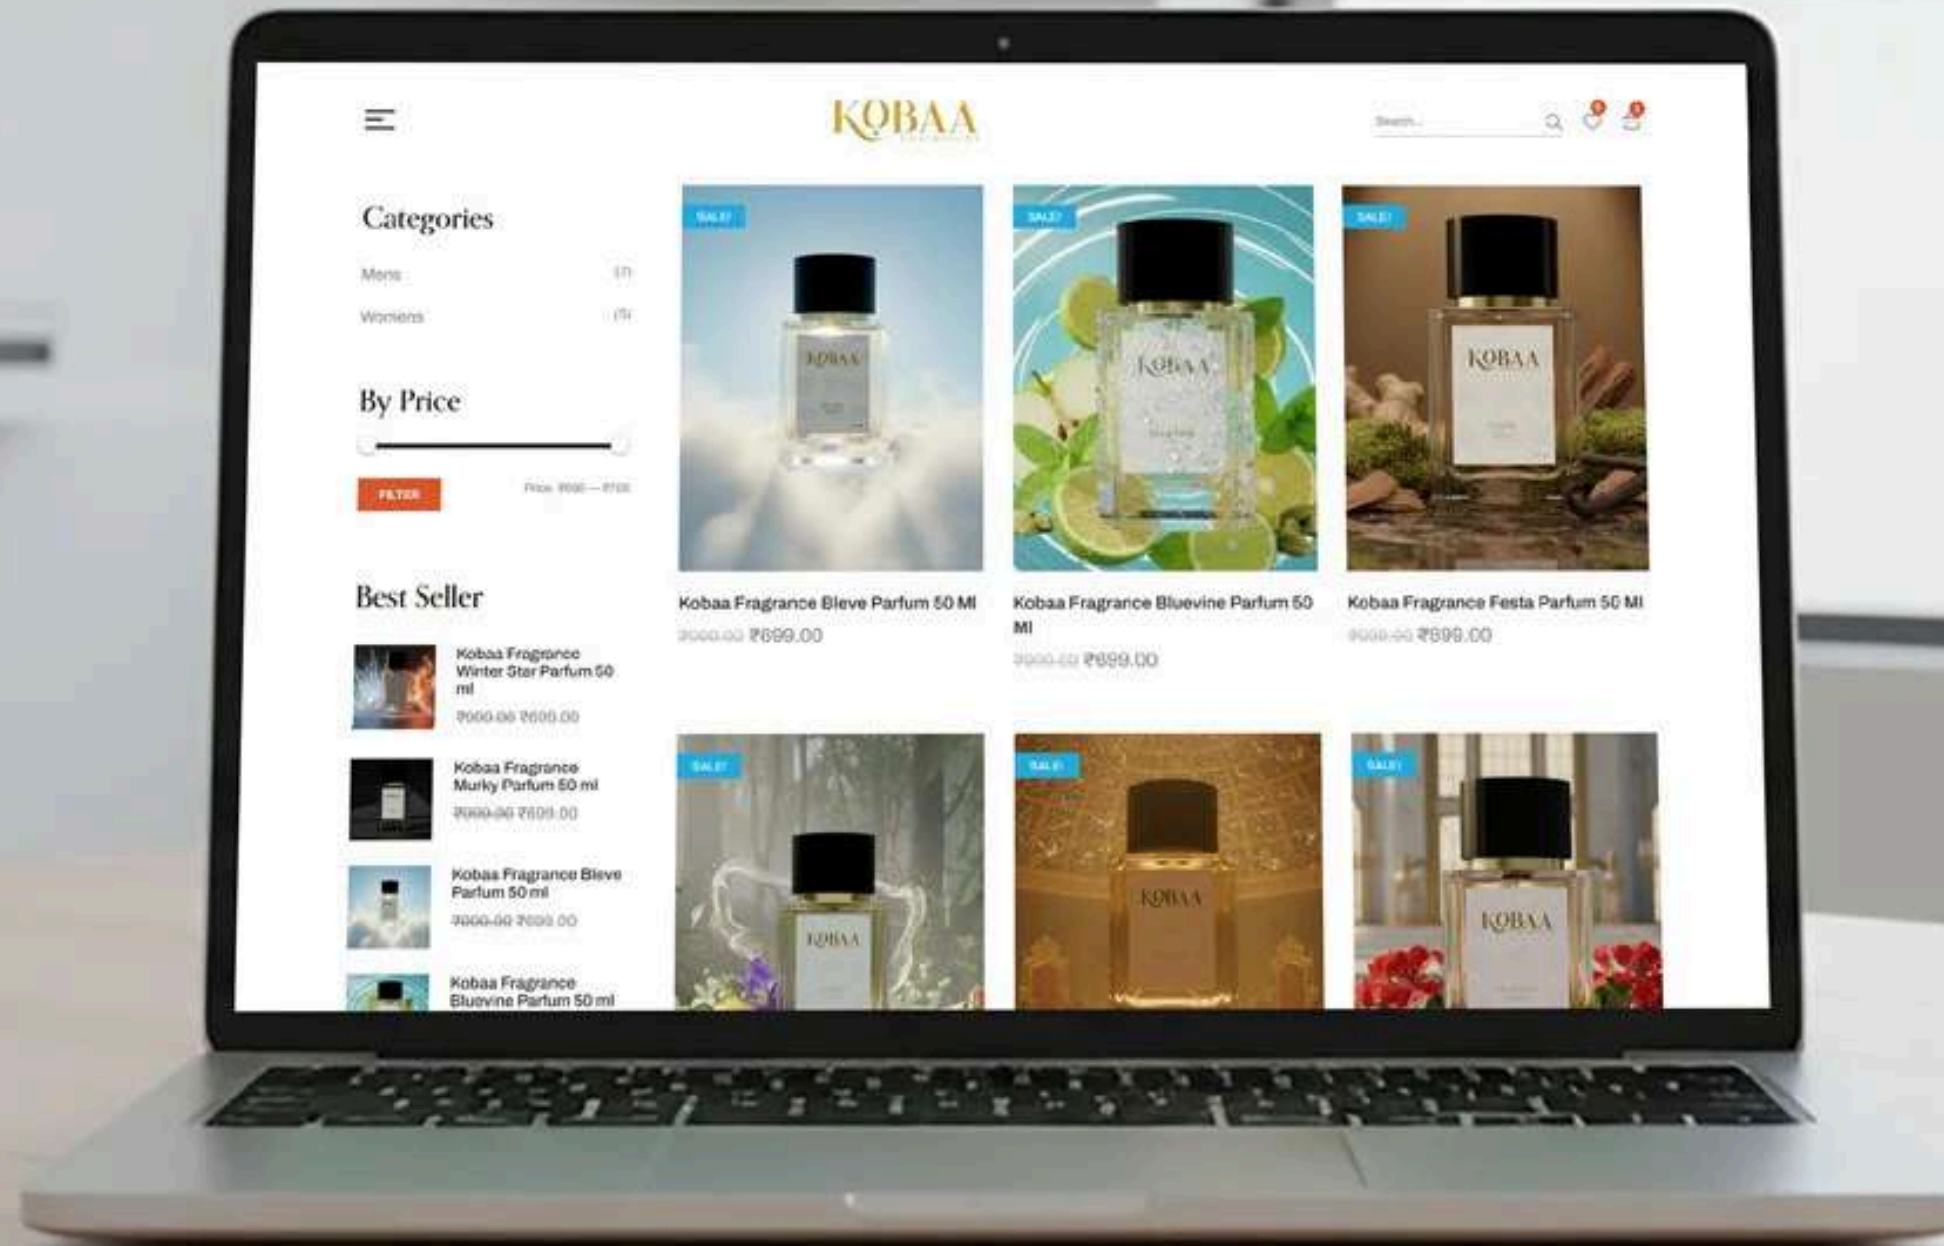 KOBAA
Search...
Categories
Mens (7)
Womens (5)
By Price
FILTER
Best Seller
Kobaa Fragrance
Winter Star Parfum 50
ml
Kobaa Fragrance
Murky Parfum 50 ml
Kobaa Fragrance Bleve
Parfum 50 ml
Kobaa Fragrance
Bluevine Parfum 50 ml
SALE!
KOBAA
Kobaa Fragrance Bleve Parfum 50 Ml
₹699.00
SALE!
KOBAA
Kobaa Fragrance Bluevine Parfum 50
Ml
₹699.00
SALE!
KOBAA
Kobaa Fragrance Festa Parfum 50 Ml
₹699.00
SALE!
KOBAA
SALE!
KOBAA
SALE!
KOBAA